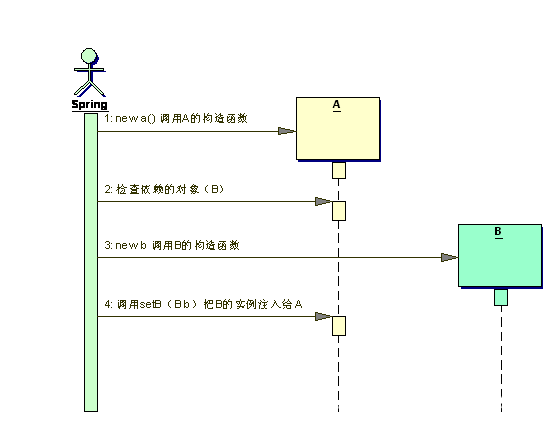 Spring
A
1: new a() 调用A的构造函数
2: 检查依赖的对象（B）
B
3: new b 调用B的构造函数
4: 调用setB（B b）把B的实例注入给A